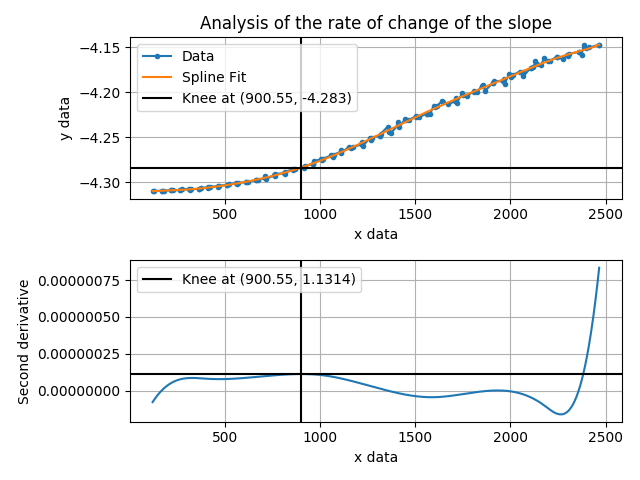 Analysis of the rate of change of the slope
−4.15
−4.20
−4.25
−4.30
y data
Data
Spline Fit
Knee at (900.55, -4.283)
500 1000 1500 2000 2500
x data
0.00000075
0.00000050
0.00000025
0.00000000
Second derivative
Knee at (900.55, 1.1314)
500 1000 1500 2000 2500
x data